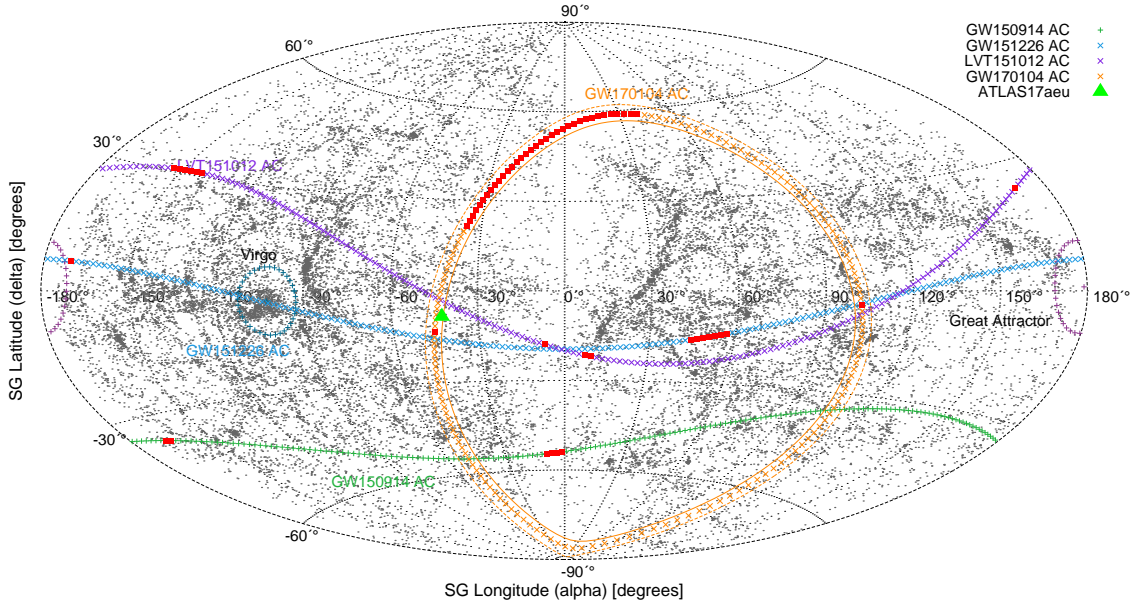 90´°
GW150914 AC
GW151226 AC
LVT151012 AC
GW170104 AC
ATLAS17aeu
60´°
GW170104 AC
30´°
LVT151012 AC
Virgo
-180´° -150´° -90´° -60´° -30´° 0´° 30´° 60´° 90´° 120´° 150´° 180´°
Great Attractor
GW151226 AC
SG Latitude (delta) [degrees]
-30´°
GW150914 AC
-60´°
-90´°
SG Longitude (alpha) [degrees]